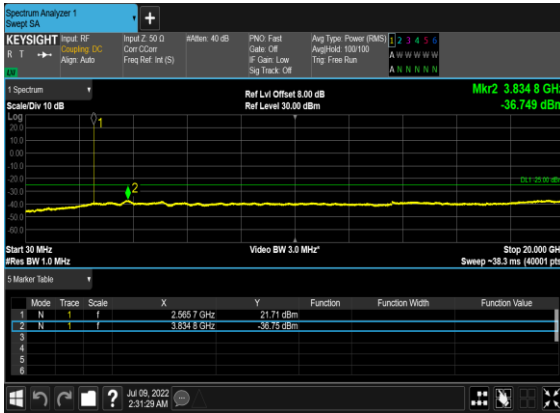 Spectrum Analyzer 1
Swept SA
+
KEYSIGHT Input: RF Input Z: 50 Ω #Atten: 40 dB PNO: Fast Avg Type: Power (RMS) 1 2 3 4 5 6
R T Coupling: DC Corr CCorr Gate: Off Avg|Hold: 100/100 A W W W W W
Align: Auto Freq Ref: Int (S) IF Gain: Low Trig: Free Run
Sig Track: Off A N N N N N
1 Spectrum
Ref Lvl Offset 8.00 dB Mkr2 3.834 8 GHz
Scale/Div 10 dB Ref Level 30.00 dBm -36.749 dBm
Log
20.0
10.0
0.00
-10.0
-20.0
-30.0
-40.0
-50.0
-60.0
1
2
DL1 -25.00 dBm
Start 30 MHz Video BW 3.0 MHz* Stop 20.000 GHz
#Res BW 1.0 MHz Sweep ~38.3 ms (40001 pts)
5 Marker Table
Mode Trace Scale X Y Function Function Width Function Value
1 N 1 f 2.565 7 GHz 21.71 dBm
2 N 1 f 3.834 8 GHz -36.75 dBm
3
4
5
6
? Jul 09, 2022
2:31:29 AM